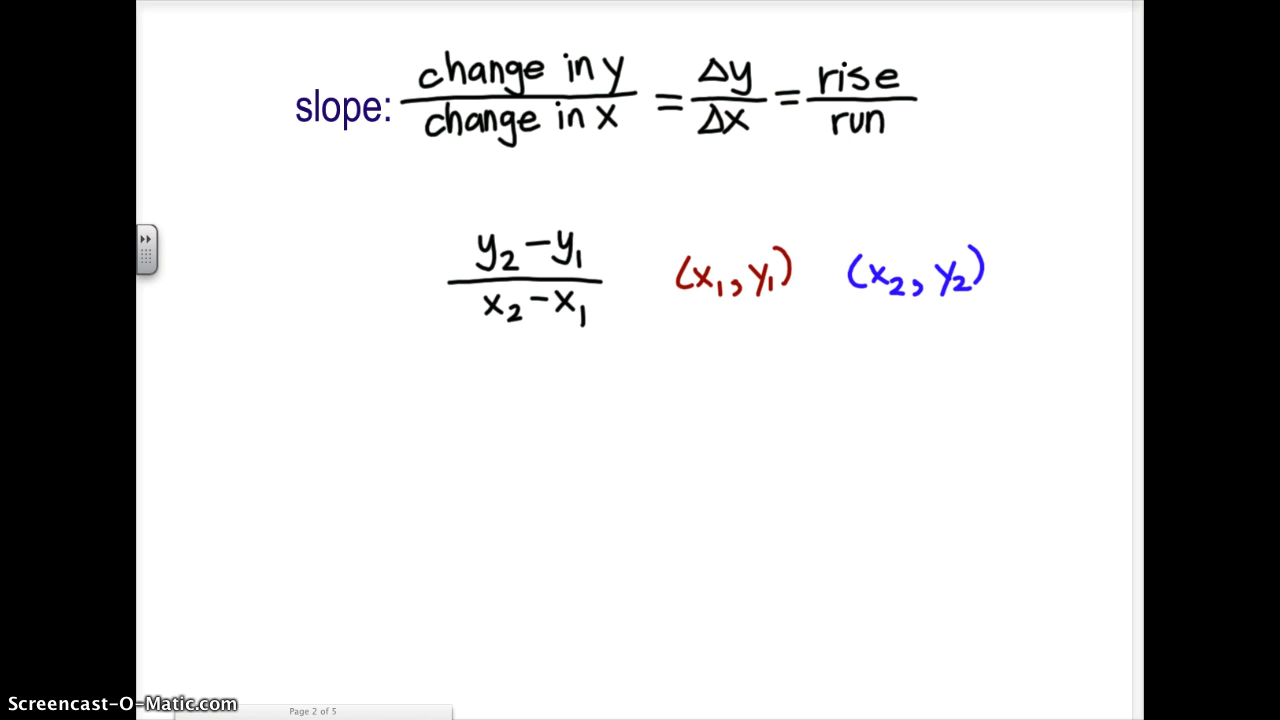 slope: change in y / change in x = Δy / Δx = rise / run
y₂ − y₁ / x₂ − x₁ (x₁, y₁) (x₂, y₂)
Screencast-O-Matic.com
Page 2 of 5